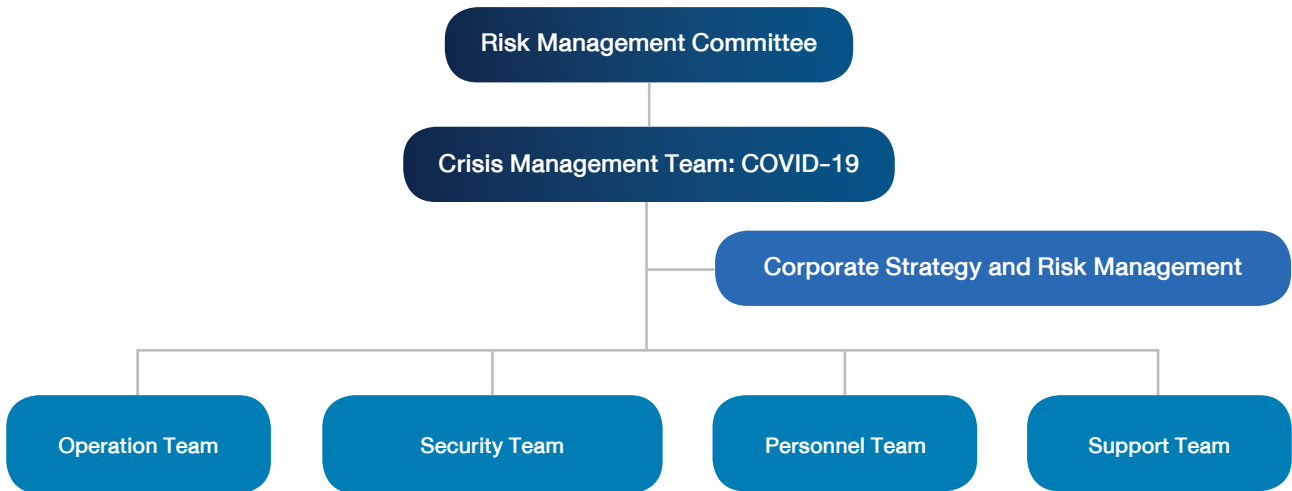 Risk Management Committee
Crisis Management Team: COVID-19
Corporate Strategy and Risk Management
Operation Team
Security Team
Personnel Team
Support Team